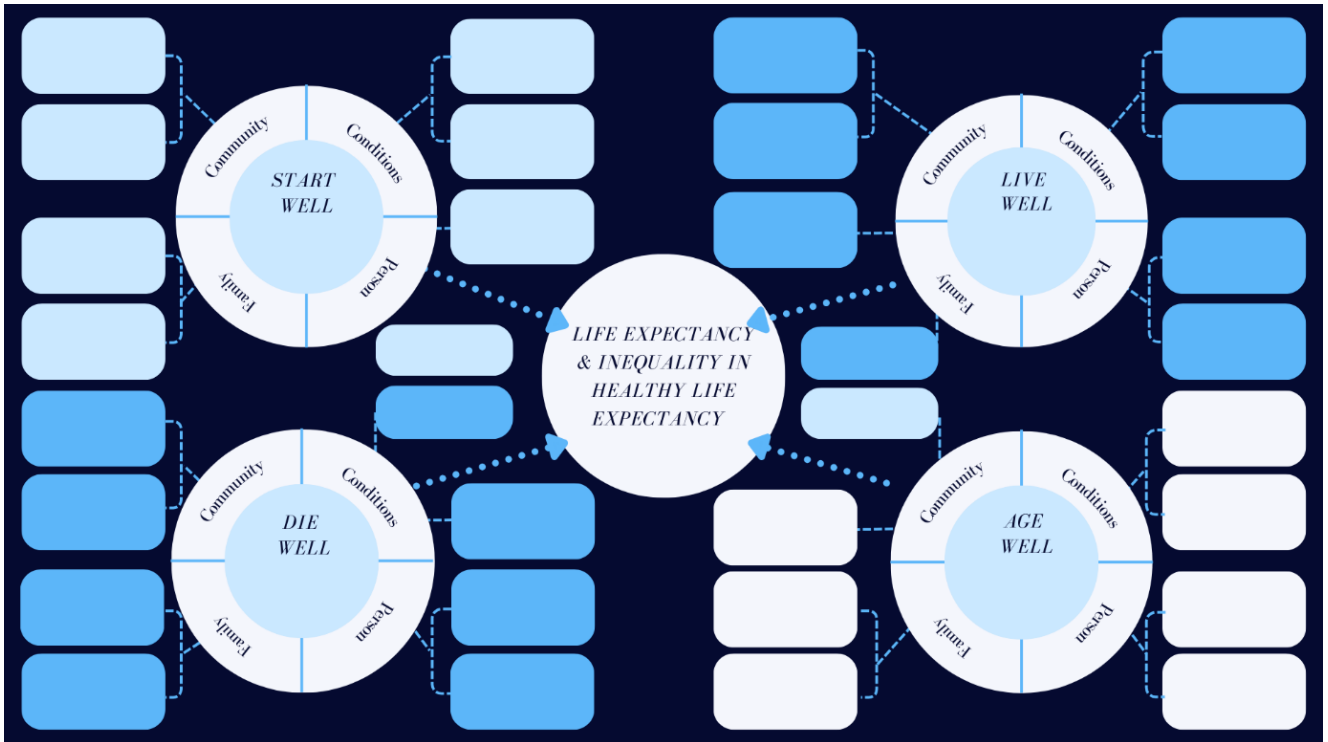 Community
Conditions
START
WELL
Family
Person
Community
Conditions
LIVE
WELL
Family
Person
LIFE EXPECTANCY
& INEQUALITY IN
HEALTHY LIFE
EXPECTANCY
Community
Conditions
DIE
WELL
Family
Person
Community
Conditions
AGE
WELL
Family
Person